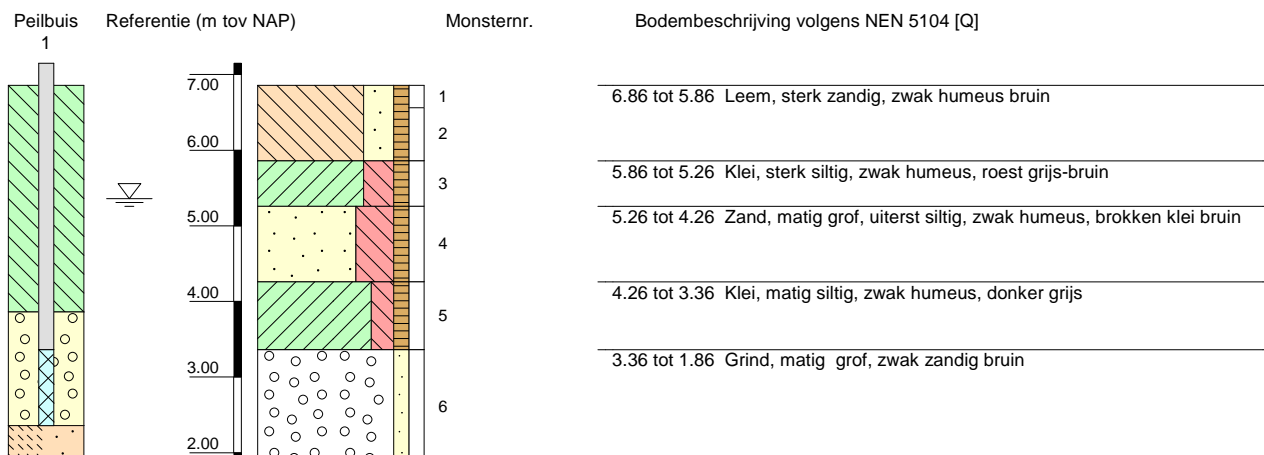 Peilbuis Referentie (m tov NAP) Monsternr. Bodembeschrijving volgens NEN 5104 [Q]
1
7.00
1 6.86 tot 5.86 Leem, sterk zandig, zwak humeus bruin
2
6.00
3 5.86 tot 5.26 Klei, sterk siltig, zwak humeus, roest grijs-bruin
5.00 5.26 tot 4.26 Zand, matig grof, uiterst siltig, zwak humeus, brokken klei bruin
4
4.00 4.26 tot 3.36 Klei, matig siltig, zwak humeus, donker grijs
5
3.00 3.36 tot 1.86 Grind, matig grof, zwak zandig bruin
6
2.00